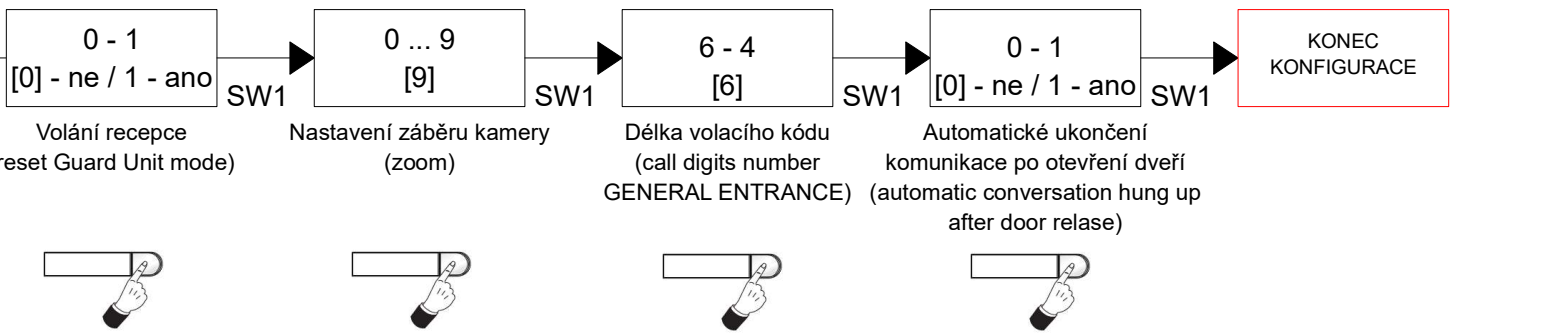 0 - 1
[0] - ne / 1 - ano
SW1
Volání recepce
reset Guard Unit mode)
0 ... 9
[9]
SW1
Nastavení záběru kamery
(zoom)
6 - 4
[6]
SW1
Délka volacího kódu
(call digits number
GENERAL ENTRANCE)
0 - 1
[0] - ne / 1 - ano
SW1
Automatické ukončení
komunikace po otevření dveří
(automatic conversation hung up
after door relase)
KONEC
KONFIGURACE